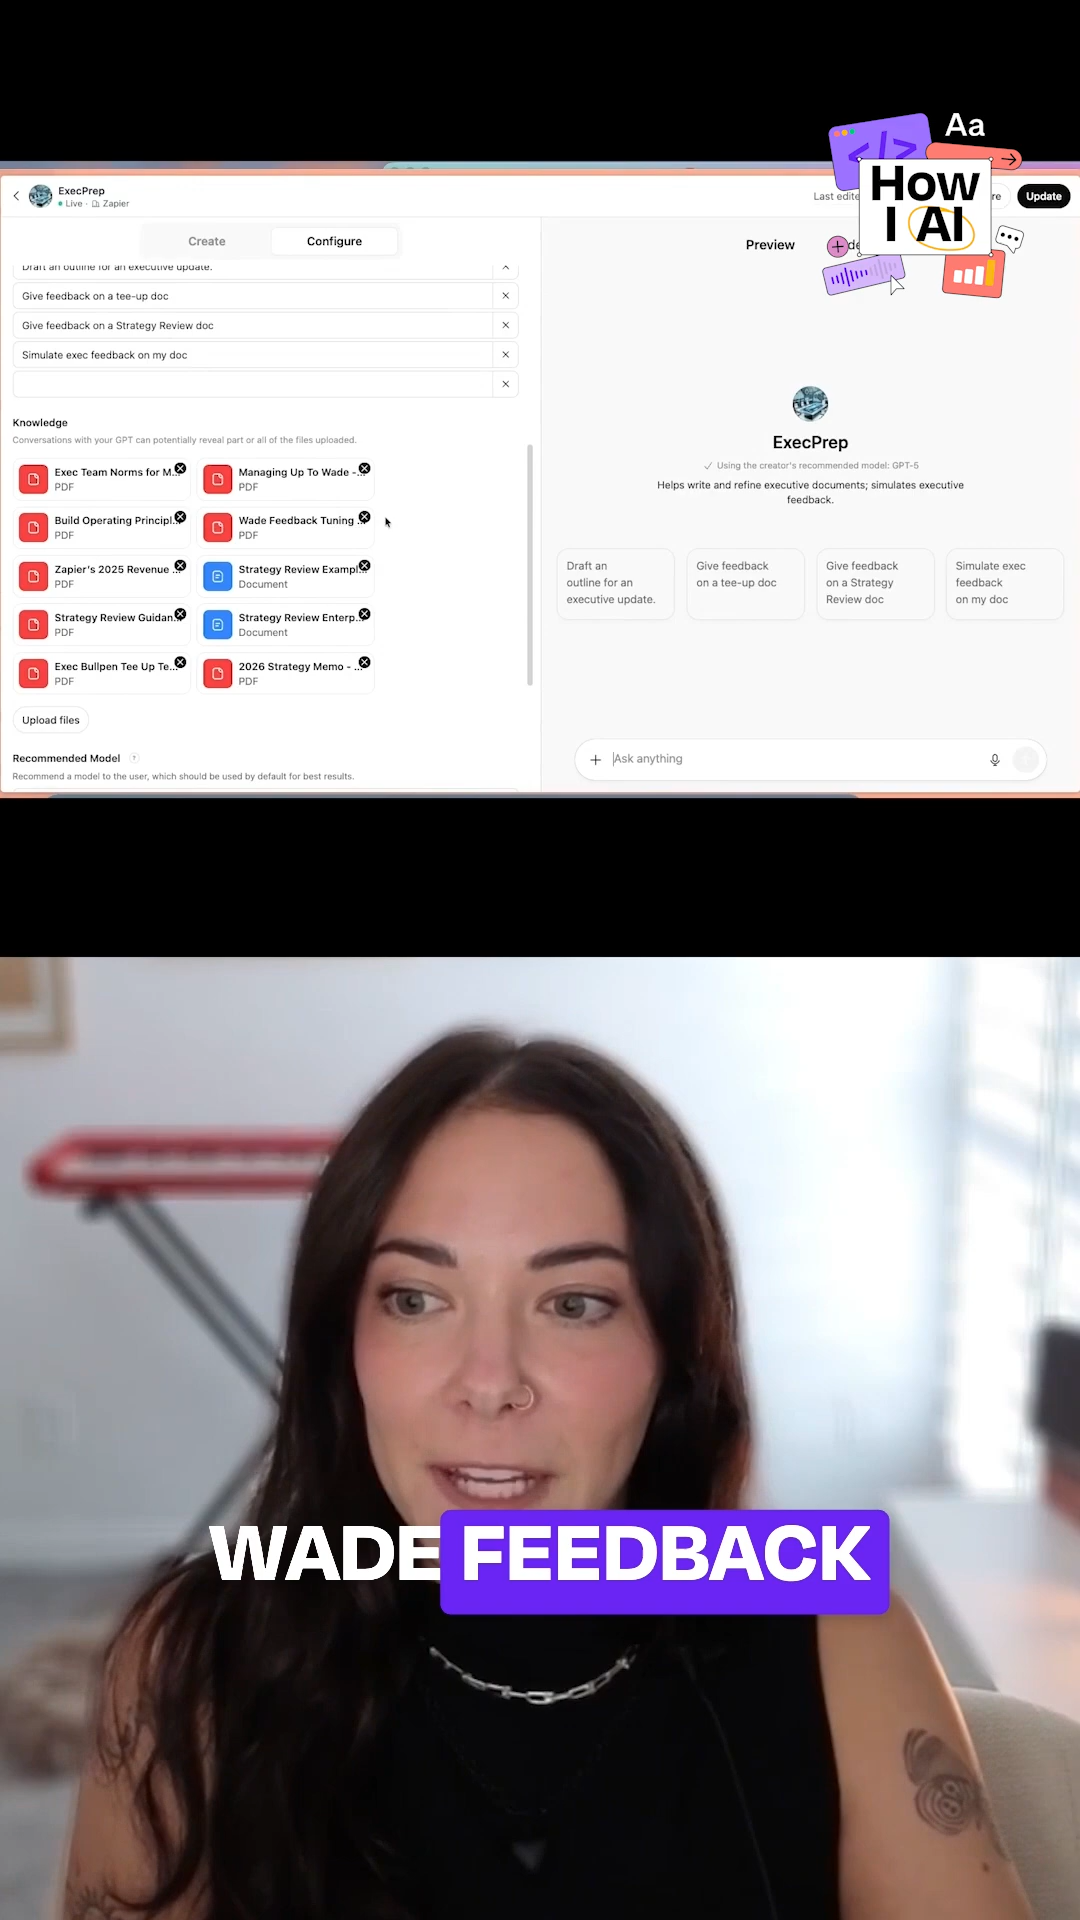 Aa
How
I AI
ExecPrep
Live · Zapier
Last edite
re
Update
Create
Configure
Preview
Draft an outline for an executive update.
Give feedback on a tee-up doc
Give feedback on a Strategy Review doc
Simulate exec feedback on my doc
Knowledge
Conversations with your GPT can potentially reveal part or all of the files uploaded.
Exec Team Norms for M...
PDF
Managing Up To Wade -...
PDF
Build Operating Principl...
PDF
Wade Feedback Tuning ...
PDF
Zapier's 2025 Revenue ...
PDF
Strategy Review Exampl...
Document
Strategy Review Guidan...
PDF
Strategy Review Enterp...
Document
Exec Bullpen Tee Up Te...
PDF
2026 Strategy Memo - ...
PDF
Upload files
Recommended Model ?
Recommend a model to the user, which should be used by default for best results.
ExecPrep
Using the creator's recommended model: GPT-5
Helps write and refine executive documents; simulates executive
feedback.
Draft an
outline for an
executive update.
Give feedback
on a tee-up doc
Give feedback
on a Strategy
Review doc
Simulate exec
feedback
on my doc
Ask anything
WADE FEEDBACK